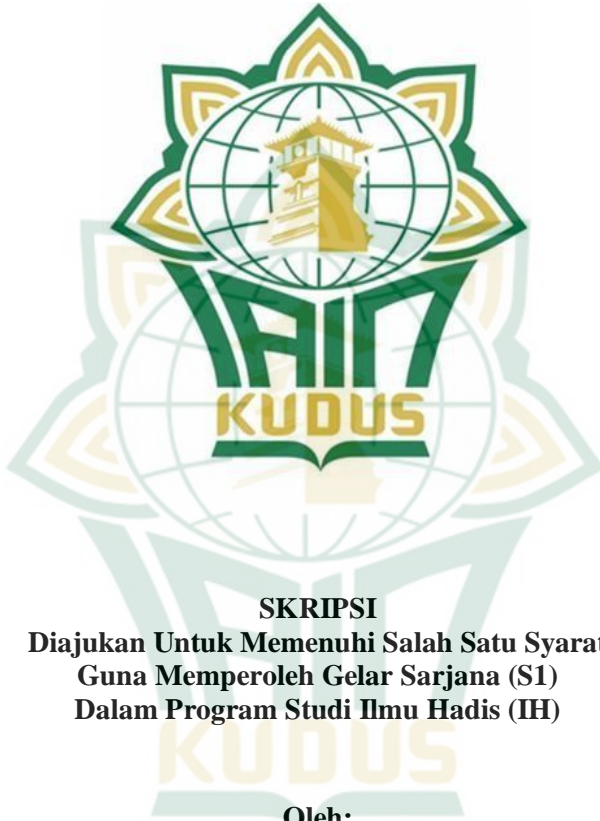 IAIN
KUDUS
SKRIPSI
Diajukan Untuk Memenuhi Salah Satu Syarat
Guna Memperoleh Gelar Sarjana (S1)
Dalam Program Studi Ilmu Hadis (IH)
KUDUS
Oleh: